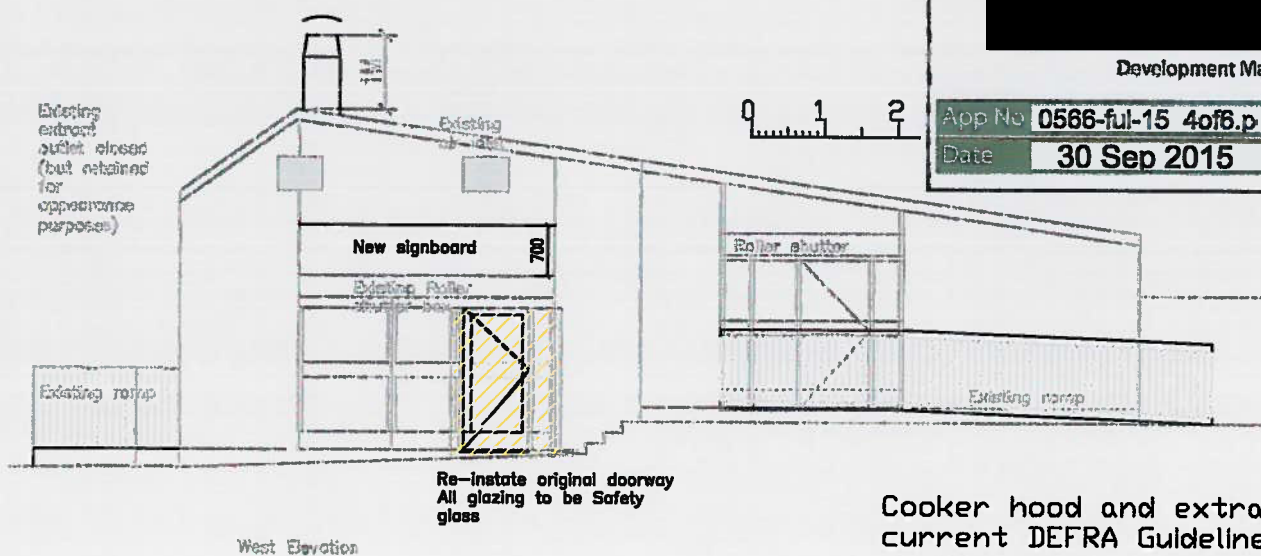 Development Ma
App No 0566-ful-15 4of6.p
Date 30 Sep 2015
0 1 2
1M
Existing
extract
outlet closed
(but retained
for
appearance
purposes)
Existing
New signboard
700
Existing Roller
shutter box
Roller shutter
Existing ramp
Existing ramp
Re-instate original doorway
All glazing to be Safety
glass
West Elevation
Cooker hood and extra
current DEFRA Guideline